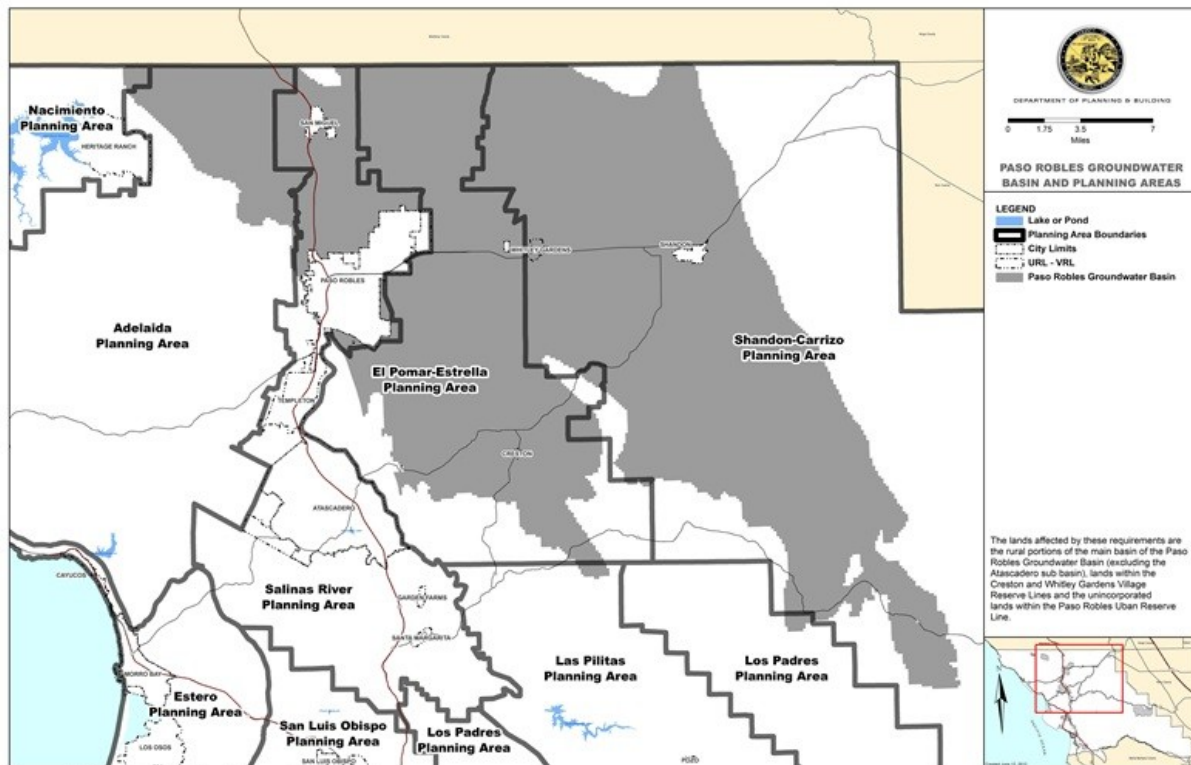 Nacimiento
Planning Area
HERITAGE RANCH
SAN MIGUEL
WHITLEY GARDENS
SHANDON
PASO ROBLES
Adelaida
Planning Area
Shandon-Carrizo
Planning Area
El Pomar-Estrella
Planning Area
TEMPLETON
CRESTON
ATASCADERO
CAYUCOS
Salinas River
Planning Area
GARDEN FARMS
SANTA MARGARITA
Las Pilitas
Planning Area
Los Padres
Planning Area
MORRO BAY
Estero
Planning Area
San Luis Obispo
Planning Area
Los Padres
Planning Area
LOS OSOS
SAN LUIS OBISPO
POZO
DEPARTMENT OF PLANNING & BUILDING
0 1.75 3.5 7
Miles
PASO ROBLES GROUNDWATER
BASIN AND PLANNING AREAS
LEGEND
Lake or Pond
Planning Area Boundaries
City Limits
URL - VRL
Paso Robles Groundwater Basin
The lands affected by these requirements are
the rural portions of the main basin of the Paso
Robles Groundwater Basin (excluding the
Atascadero sub basin), lands within the
Creston and Whitley Gardens Village
Reserve Lines and the unincorporated
lands within the Paso Robles Uban Reserve
Line.